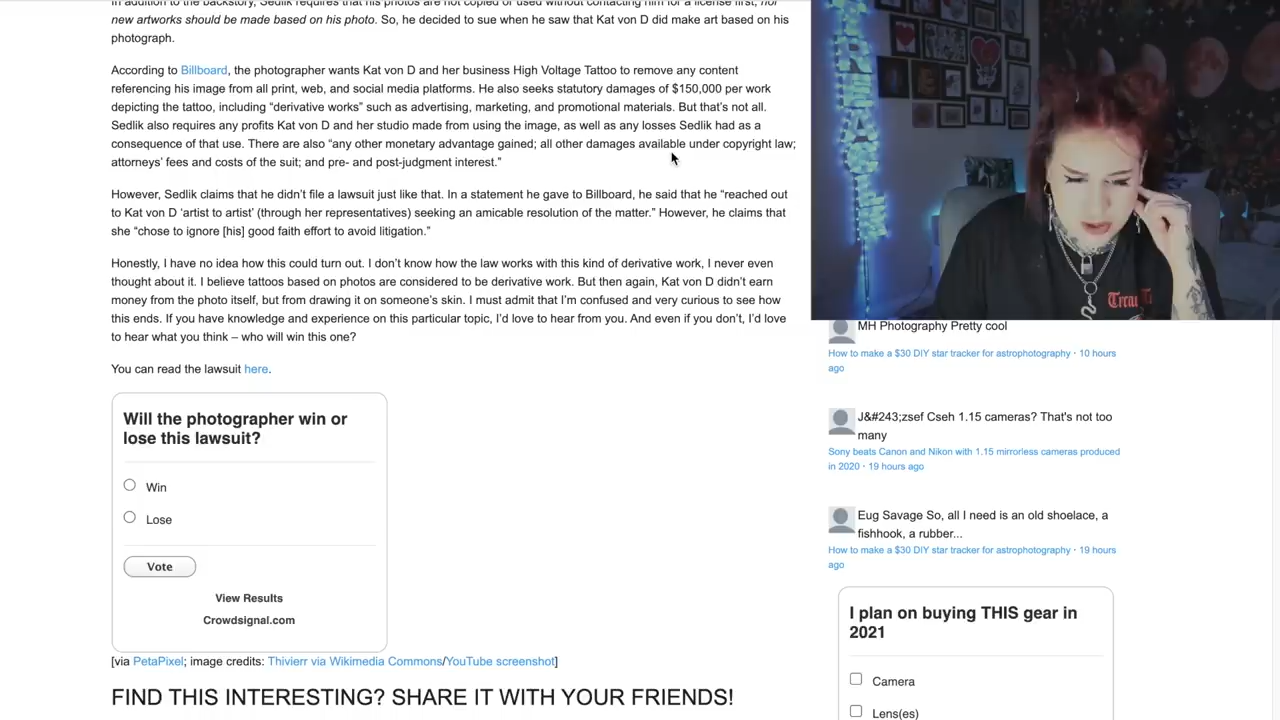 In addition to the backstory, Sedlik requires that his photos are not copied or used without contacting him for a license first, nor
new artworks should be made based on his photo. So, he decided to sue when he saw that Kat von D did make art based on his
photograph.
According to Billboard, the photographer wants Kat von D and her business High Voltage Tattoo to remove any content
referencing his image from all print, web, and social media platforms. He also seeks statutory damages of $150,000 per work
depicting the tattoo, including “derivative works” such as advertising, marketing, and promotional materials. But that’s not all.
Sedlik also requires any profits Kat von D and her studio made from using the image, as well as any losses Sedlik had as a
consequence of that use. There are also “any other monetary advantage gained; all other damages available under copyright law;
attorneys’ fees and costs of the suit; and pre- and post-judgment interest.”
However, Sedlik claims that he didn’t file a lawsuit just like that. In a statement he gave to Billboard, he said that he “reached out
to Kat von D ‘artist to artist’ (through her representatives) seeking an amicable resolution of the matter.” However, he claims that
she “chose to ignore [his] good faith effort to avoid litigation.”
Honestly, I have no idea how this could turn out. I don’t know how the law works with this kind of derivative work, I never even
thought about it. I believe tattoos based on photos are considered to be derivative work. But then again, Kat von D didn’t earn
money from the photo itself, but from drawing it on someone’s skin. I must admit that I’m confused and very curious to see how
this ends. If you have knowledge and experience on this particular topic, I’d love to hear from you. And even if you don’t, I’d love
to hear what you think – who will win this one?
You can read the lawsuit here.
Will the photographer win or
lose this lawsuit?
Win
Lose
Vote
View Results
Crowdsignal.com
[via PetaPixel; image credits: Thivierr via Wikimedia Commons/YouTube screenshot]
FIND THIS INTERESTING? SHARE IT WITH YOUR FRIENDS!
MH Photography Pretty cool
How to make a $30 DIY star tracker for astrophotography · 10 hours
ago
J&#243;zsef Cseh 1.15 cameras? That's not too
many
Sony beats Canon and Nikon with 1.15 mirrorless cameras produced
in 2020 · 19 hours ago
Eug Savage So, all I need is an old shoelace, a
fishhook, a rubber...
How to make a $30 DIY star tracker for astrophotography · 19 hours
ago
I plan on buying THIS gear in
2021
Camera
Lens(es)